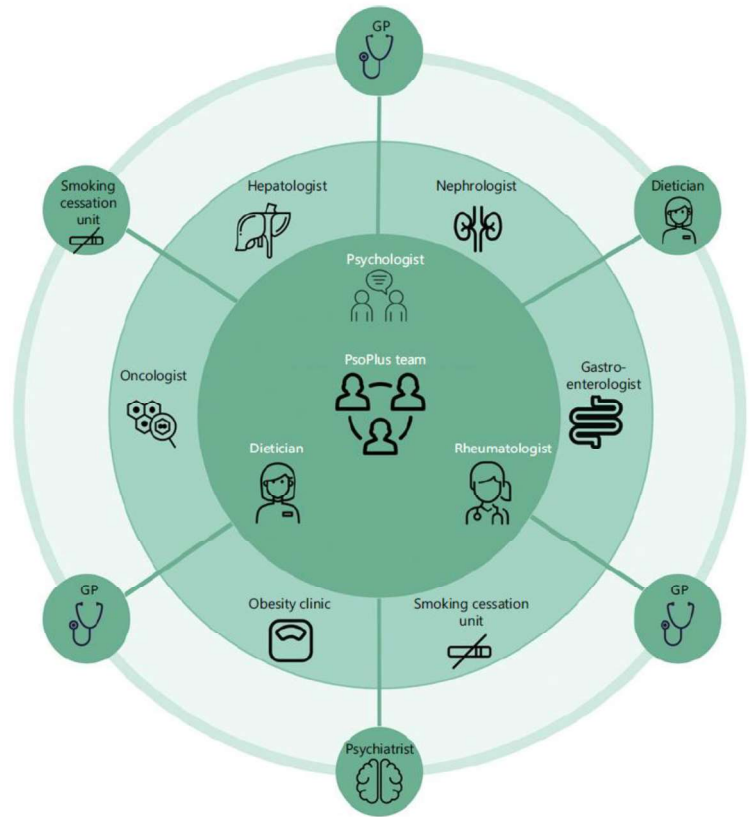 GP
Smoking
cessation
unit
Hepatologist
Nephrologist
Dietician
Psychologist
PsoPlus team
Oncologist
Gastro-
enterologist
Dietician
Rheumatologist
GP
Obesity clinic
Smoking cessation
unit
GP
Psychiatrist